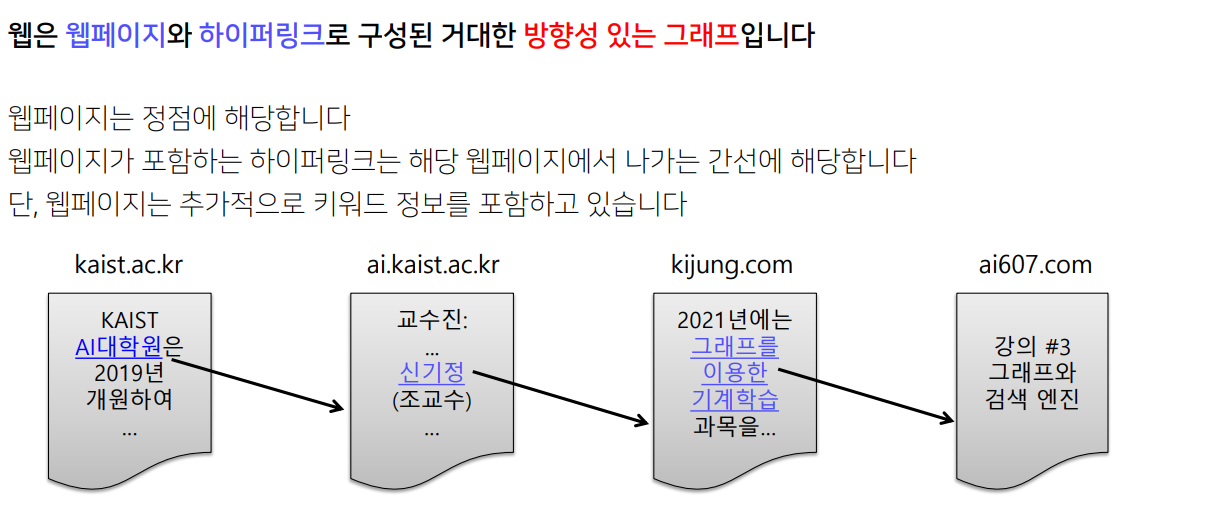 웹은 웹페이지와 하이퍼링크로 구성된 거대한 방향성 있는 그래프입니다
웹페이지는 정점에 해당합니다
웹페이지가 포함하는 하이퍼링크는 해당 웹페이지에서 나가는 간선에 해당합니다
단, 웹페이지는 추가적으로 키워드 정보를 포함하고 있습니다
kaist.ac.kr
KAIST
AI대학원은
2019년
개원하여
...
ai.kaist.ac.kr
교수진:
...
신기정
(조교수)
...
kijung.com
2021년에는
그래프를
이용한
기계학습
과목을...
ai607.com
강의 #3
그래프와
검색 엔진